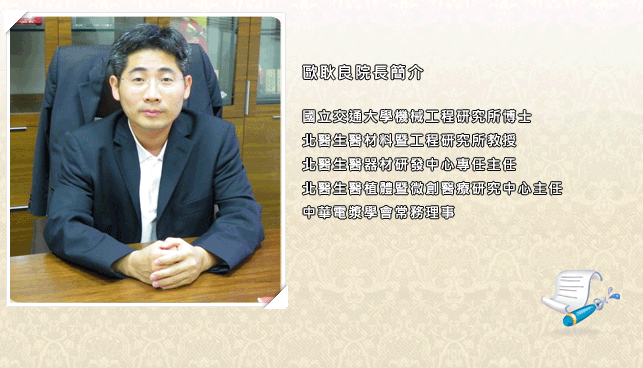 歐耿良院長簡介
國立交通大學機械工程研究所博士
北醫生醫材料暨工程研究所教授
北醫生醫器材研發中心專任主任
北醫生醫植體暨微創醫療研究中心主任
中華電漿學會常務理事